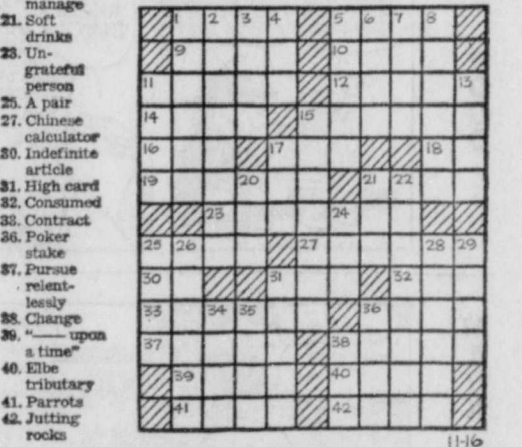 manage
21. Soft
drinks
23. Un-
grateful
person
25. A pair
27. Chinese
calculator
30. Indefinite
article
31. High card
32. Consumed
33. Contract
36. Poker
stake
37. Pursue
relent-
lessly
38. Change
39. "—— upon
a time"
40. Elbe
tributary
41. Parrots
42. Jutting
rocks
1 2 3 4 5 6 7 8
9 10
11 12 13
14 15
16 17 18
19 20 21 22
23 24
25 26 27 28 29
30 31 32
33 34 35 36
37 38
39 40
41 42
11-16